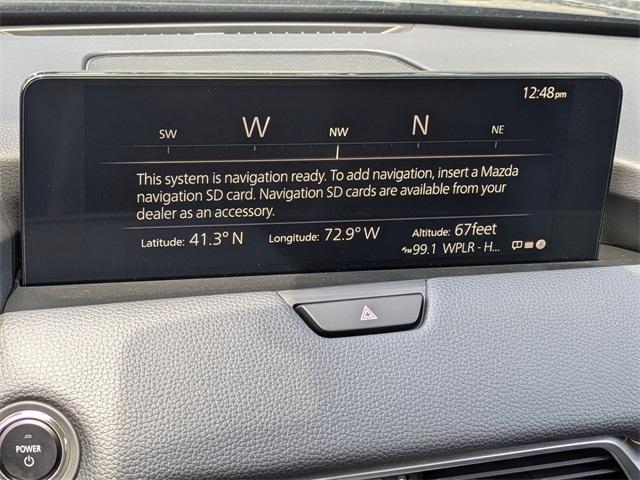 12:48pm
SW W NW N NE
This system is navigation ready. To add navigation, insert a Mazda
navigation SD card. Navigation SD cards are available from your
dealer as an accessory.
Latitude: 41.3° N Longitude: 72.9° W Altitude: 67feet
FM 99.1 WPLR - H...
POWER